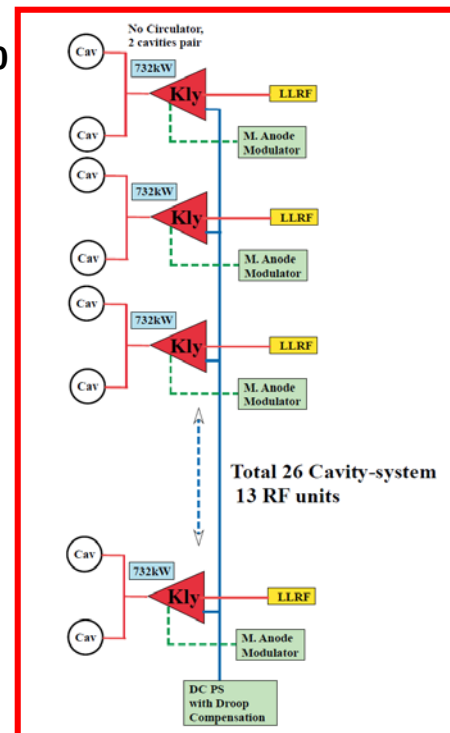 No Circulator,
2 cavities pair
0
Cav
732kW
Kly
LLRF
Cav
M. Anode
Modulator
Cav
732kW
Kly
LLRF
Cav
M. Anode
Modulator
Cav
732kW
Kly
LLRF
Cav
M. Anode
Modulator
Total 26 Cavity-system
13 RF units
Cav
732kW
Kly
LLRF
Cav
M. Anode
Modulator
DC PS
with Droop
Compensation